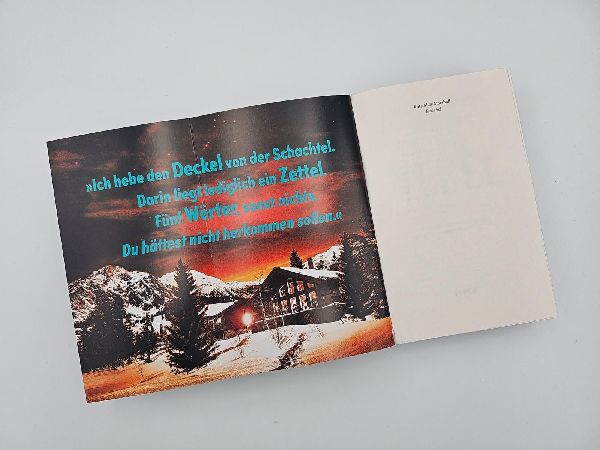 »Ich hebe den Deckel von der Schachtel.
Darin liegt lediglich ein Zettel.
Fünf Wörter, sonst nichts.
Du hättest nicht herkommen sollen.«